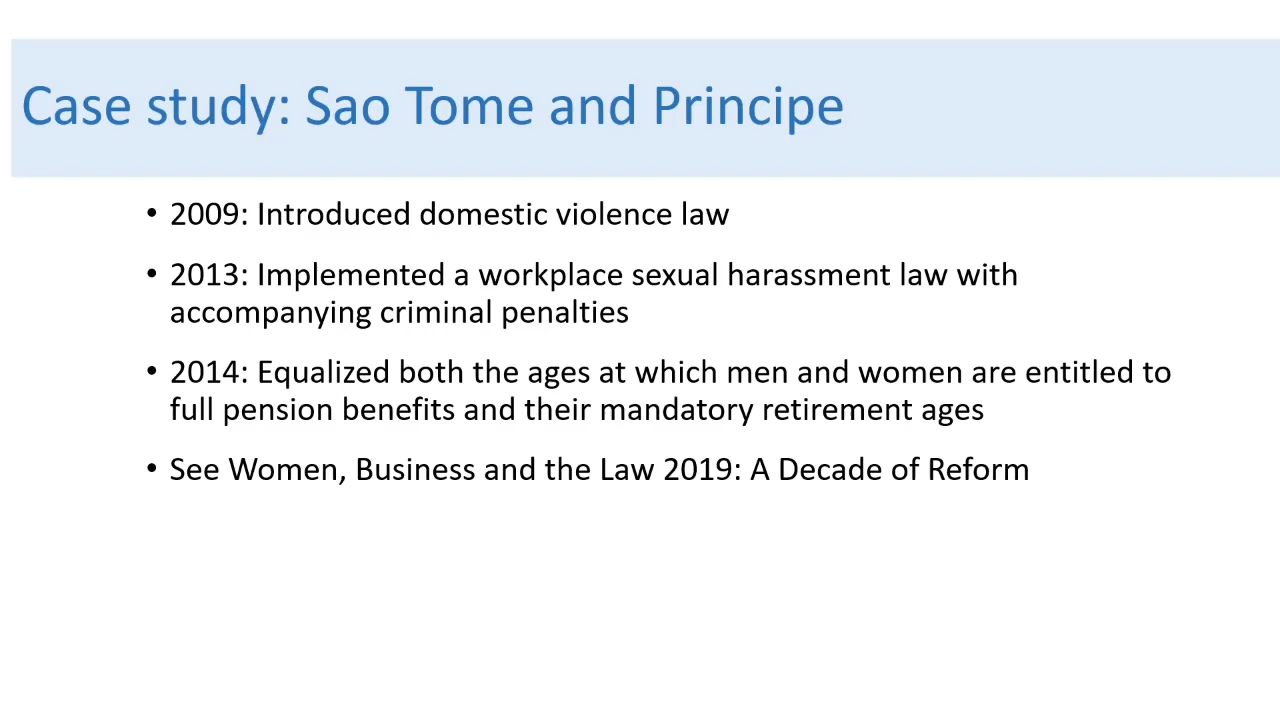 Case study: Sao Tome and Principe
• 2009: Introduced domestic violence law
• 2013: Implemented a workplace sexual harassment law with
accompanying criminal penalties
• 2014: Equalized both the ages at which men and women are entitled to
full pension benefits and their mandatory retirement ages
• See Women, Business and the Law 2019: A Decade of Reform